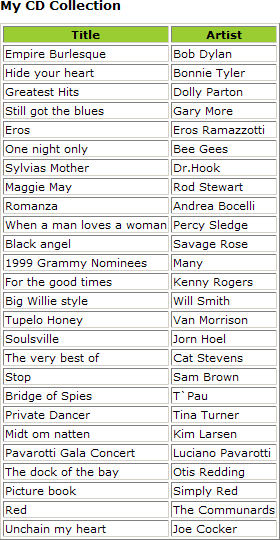 My CD Collection
Title Artist
Empire Burlesque Bob Dylan
Hide your heart Bonnie Tyler
Greatest Hits Dolly Parton
Still got the blues Gary More
Eros Eros Ramazzotti
One night only Bee Gees
Sylvias Mother Dr.Hook
Maggie May Rod Stewart
Romanza Andrea Bocelli
When a man loves a woman Percy Sledge
Black angel Savage Rose
1999 Grammy Nominees Many
For the good times Kenny Rogers
Big Willie style Will Smith
Tupelo Honey Van Morrison
Soulsville Jorn Hoel
The very best of Cat Stevens
Stop Sam Brown
Bridge of Spies T`Pau
Private Dancer Tina Turner
Midt om natten Kim Larsen
Pavarotti Gala Concert Luciano Pavarotti
The dock of the bay Otis Redding
Picture book Simply Red
Red The Communards
Unchain my heart Joe Cocker